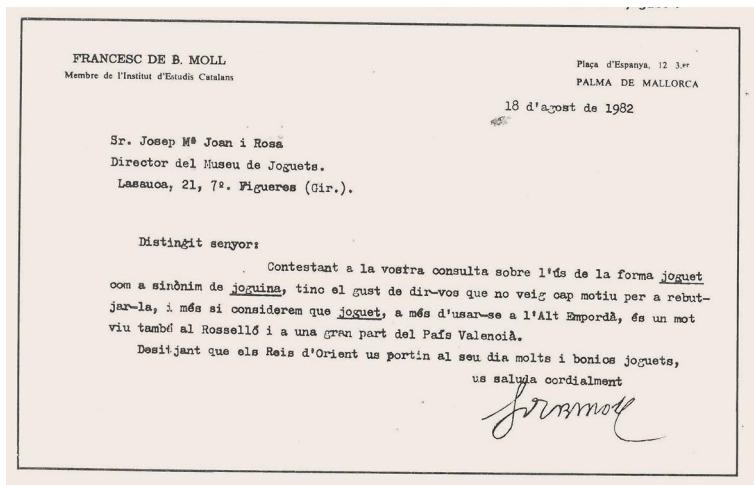 FRANCESC DE B. MOLL
Membre de l'Institut d'Estudis Catalans
Plaça d'Espanya, 12 3.er
PALMA DE MALLORCA
18 d'agost de 1982
Sr. Josep Mª Joan i Rosa
Director del Museu de Joguets.
Lasauca, 21, 7º. Figueres (Gir.).
Distingit senyor:
Contestant a la vostra consulta sobre l'ús de la forma joguet
com a sinònim de joguina, tinc el gust de dir-vos que no veig cap motiu per a rebut-
jar-la, i més si considerem que joguet, a més d'usar-se a l'Alt Empordà, és un mot
viu també al Rosselló i a una gran part del País Valencià.
Desitjant que els Reis d'Orient us portin al seu dia molts i bonics joguets,
us saluda cordialment